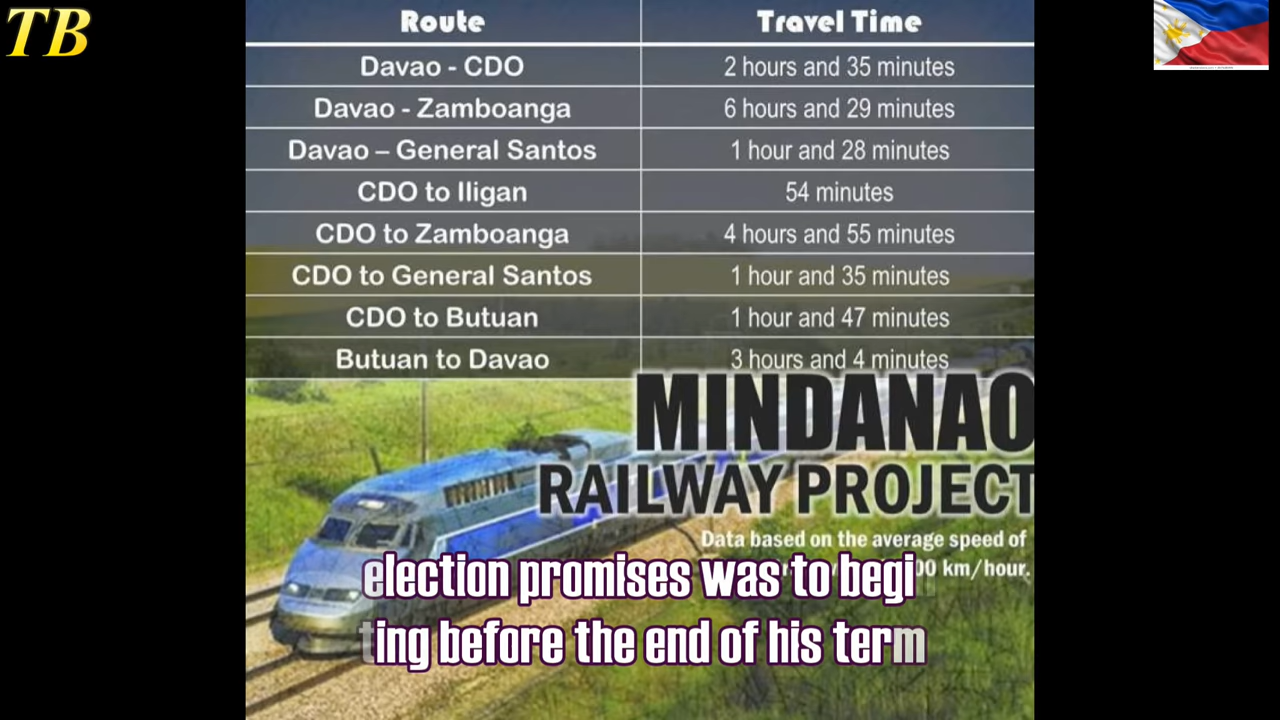 TB
Route Travel Time
Davao - CDO 2 hours and 35 minutes
Davao - Zamboanga 6 hours and 29 minutes
Davao – General Santos 1 hour and 28 minutes
CDO to Iligan 54 minutes
CDO to Zamboanga 4 hours and 55 minutes
CDO to General Santos 1 hour and 35 minutes
CDO to Butuan 1 hour and 47 minutes
Butuan to Davao 3 hours and 4 minutes
MINDANAO
RAILWAY PROJECT
Data based on the average speed of
km/hour.
election promises was to begi
ting before the end of his term